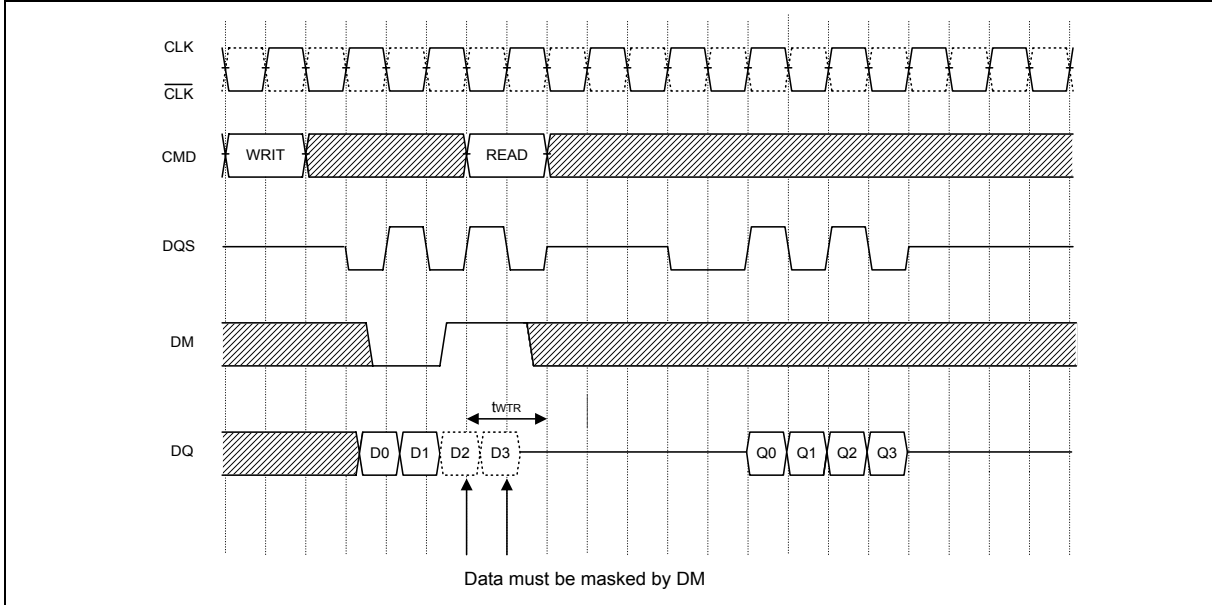 CLK
CLK
CMD
WRIT
READ
DQS
DM
tWTR
DQ
D0
D1
D2
D3
Q0
Q1
Q2
Q3
Data must be masked by DM